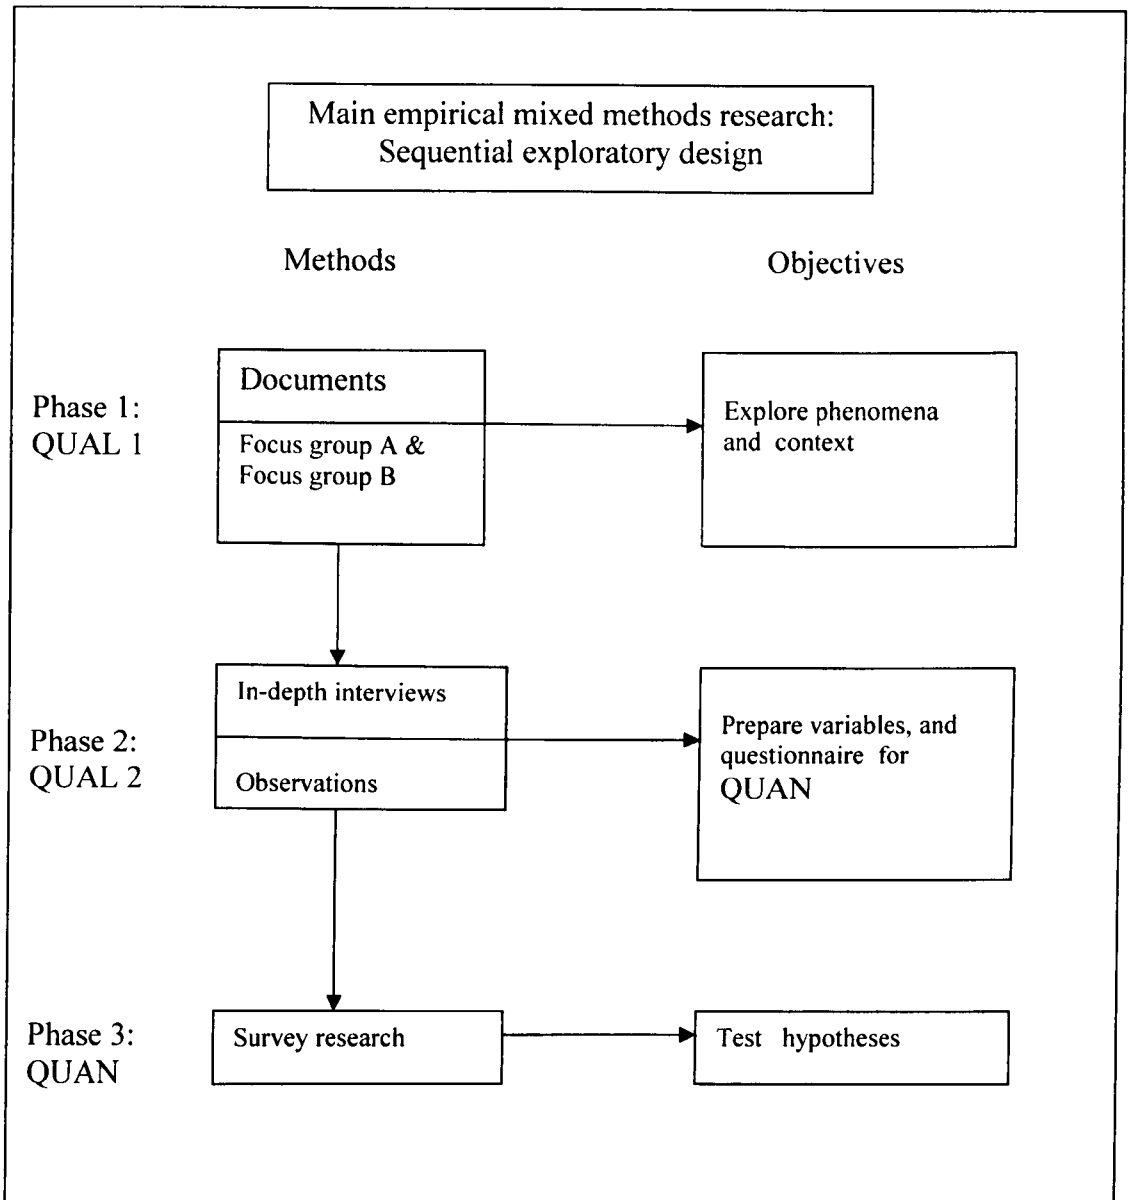 Main empirical mixed methods research:
Sequential exploratory design
Methods
Objectives
Phase 1:
QUAL 1
Documents
Focus group A &
Focus group B
Explore phenomena
and context
Phase 2:
QUAL 2
In-depth interviews
Observations
Prepare variables, and
questionnaire for
QUAN
Phase 3:
QUAN
Survey research
Test hypotheses